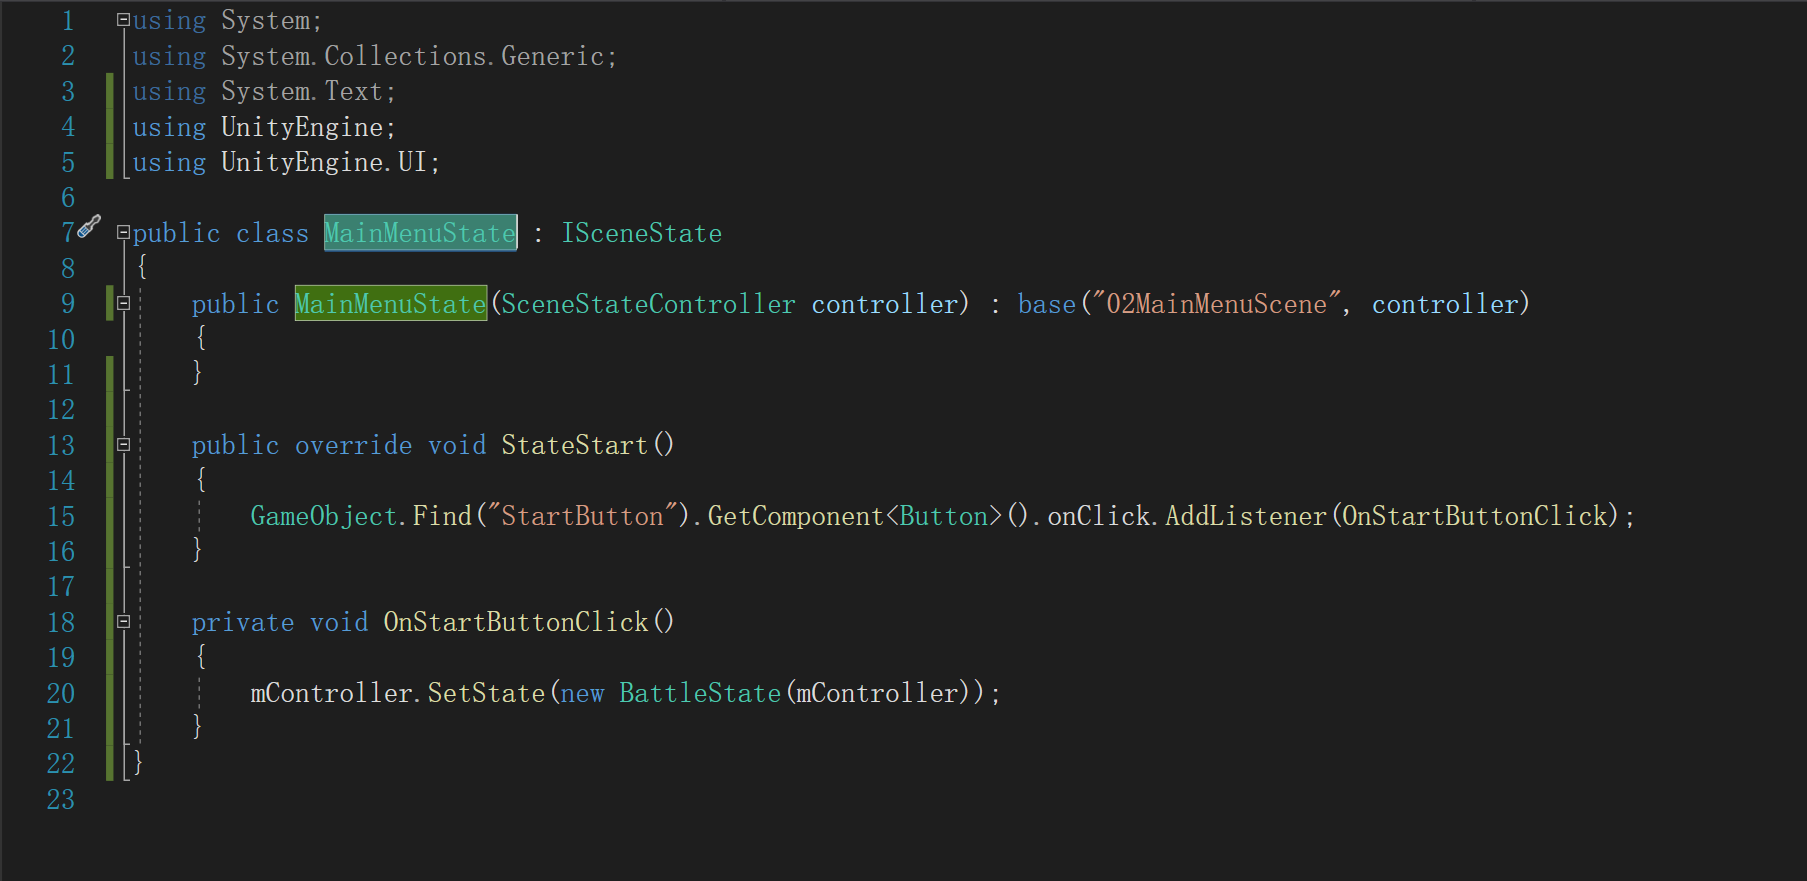 1 using System;
2 using System.Collections.Generic;
3 using System.Text;
4 using UnityEngine;
5 using UnityEngine.UI;
6
7 public class MainMenuState : ISceneState
8 {
9     public MainMenuState(SceneStateController controller) : base("02MainMenuScene", controller)
10     {
11     }
12
13     public override void StateStart()
14     {
15         GameObject.Find("StartButton").GetComponent<Button>().onClick.AddListener(OnStartButtonClick);
16     }
17
18     private void OnStartButtonClick()
19     {
20         mController.SetState(new BattleState(mController));
21     }
22 }
23